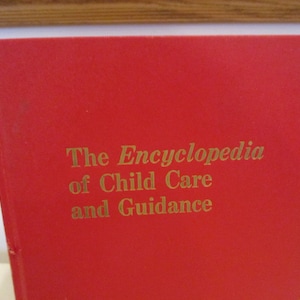 The Encyclopedia
of Child Care
and Guidance